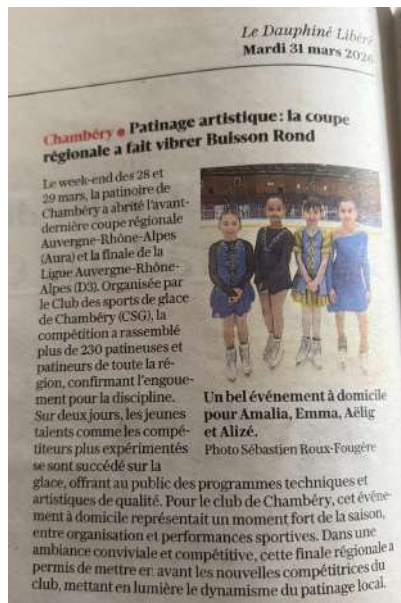 Le Dauphiné Libéré
Mardi 31 mars 2026
Chambéry ● Patinage artistique : la coupe
régionale a fait vibrer Buisson Rond
Le week-end des 28 et
29 mars, la patinoire de
Chambéry a abrité l'avant-
dernière coupe régionale
Auvergne-Rhône-Alpes
(Aura) et la finale de la
Ligue Auvergne-Rhône-
Alpes (D3). Organisée par
le Club des sports de glace
de Chambéry (CSG), la
compétition a rassemblé
plus de 230 patineuses et
patineurs de toute la ré-
gion, confirmant l'engoue-
ment pour la discipline.
Sur deux jours, les jeunes
talents comme les compé-
titeurs plus expérimentés
se sont succédé sur la
glace, offrant au public des programmes techniques et
artistiques de qualité. Pour le club de Chambéry, cet événe-
ment à domicile représentait un moment fort de la saison,
entre organisation et performances sportives. Dans une
ambiance conviviale et compétitive, cette finale régionale a
permis de mettre en avant les nouvelles compétitrices du
club, mettant en lumière le dynamisme du patinage local.
Un bel événement à domicile
pour Amalia, Emma, Aëlig
et Alizé.
Photo Sébastien Roux-Fougère